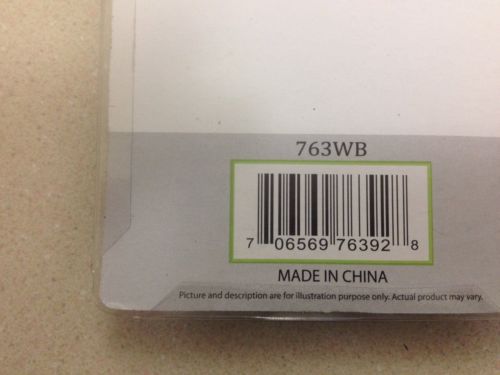 763WB
7 06569 76392 8
MADE IN CHINA
Picture and description are for illustration purpose only. Actual product may vary.